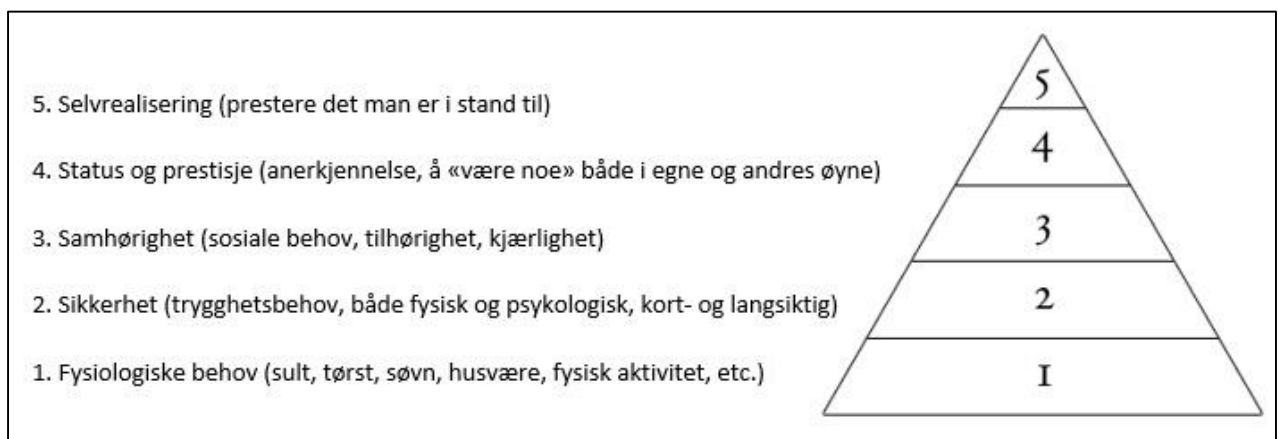 5. Selvrealisering (prestere det man er i stand til)
4. Status og prestisje (anerkjennelse, å «være noe» både i egne og andres øyne)
3. Samhørighet (sosiale behov, tilhørighet, kjærlighet)
2. Sikkerhet (trygghetsbehov, både fysisk og psykologisk, kort- og langsiktig)
1. Fysiologiske behov (sult, tørst, søvn, husvære, fysisk aktivitet, etc.)
5
4
3
2
1